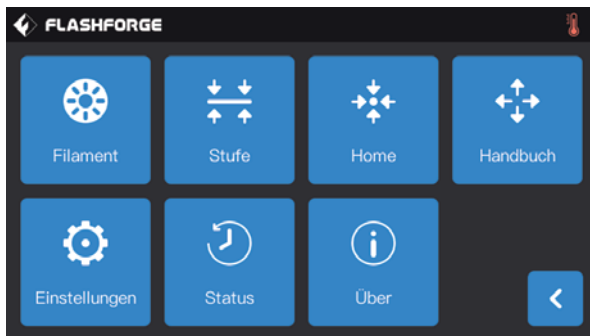 FLASHFORGE
Filament
Stufe
Home
Handbuch
Einstellungen
Status
Über